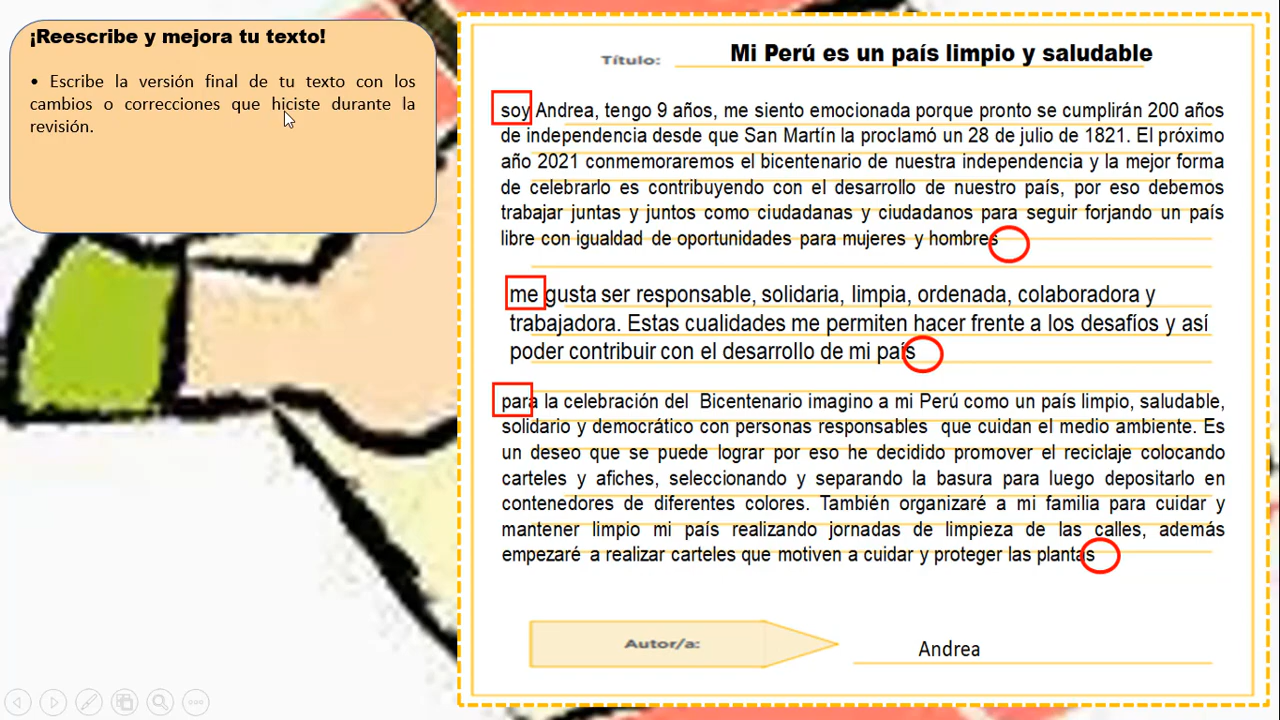 ¡Reescribe y mejora tu texto!
• Escribe la versión final de tu texto con los
cambios o correcciones que hiciste durante la
revisión.
Título: Mi Perú es un país limpio y saludable
soy Andrea, tengo 9 años, me siento emocionada porque pronto se cumplirán 200 años
de independencia desde que San Martín la proclamó un 28 de julio de 1821. El próximo
año 2021 conmemoraremos el bicentenario de nuestra independencia y la mejor forma
de celebrarlo es contribuyendo con el desarrollo de nuestro país, por eso debemos
trabajar juntas y juntos como ciudadanas y ciudadanos para seguir forjando un país
libre con igualdad de oportunidades para mujeres y hombres
me gusta ser responsable, solidaria, limpia, ordenada, colaboradora y
trabajadora. Estas cualidades me permiten hacer frente a los desafíos y así
poder contribuir con el desarrollo de mi país
para la celebración del Bicentenario imagino a mi Perú como un país limpio, saludable,
solidario y democrático con personas responsables que cuidan el medio ambiente. Es
un deseo que se puede lograr por eso he decidido promover el reciclaje colocando
carteles y afiches, seleccionando y separando la basura para luego depositarlo en
contenedores de diferentes colores. También organizaré a mi familia para cuidar y
mantener limpio mi país realizando jornadas de limpieza de las calles, además
empezaré a realizar carteles que motiven a cuidar y proteger las plantas
Autor/a: Andrea